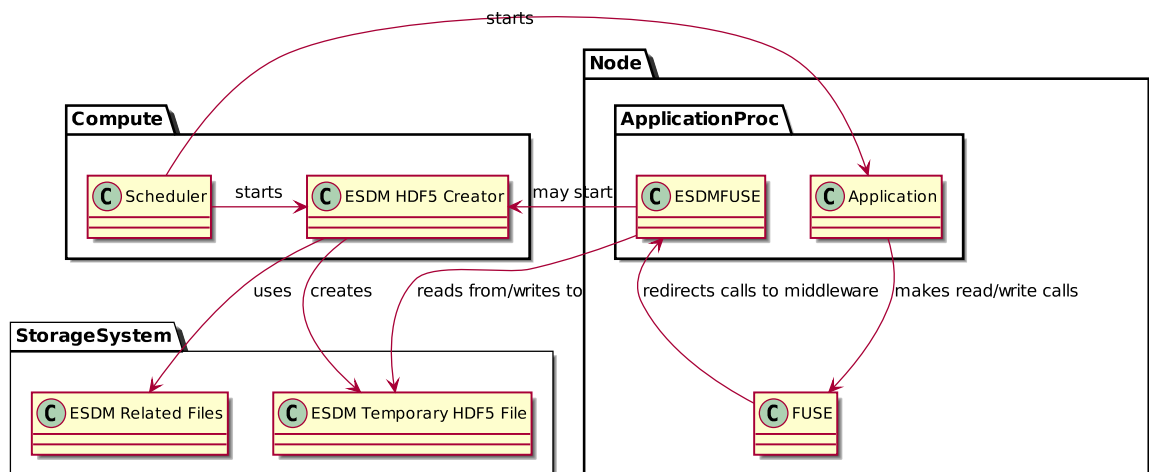 starts
Node
Compute
ApplicationProc
C Scheduler
starts
C ESDM HDF5 Creator
may start
C ESDMFUSE
C Application
uses
creates
reads from/writes to
redirects calls to middleware
makes read/write calls
StorageSystem
C ESDM Related Files
C ESDM Temporary HDF5 File
C FUSE